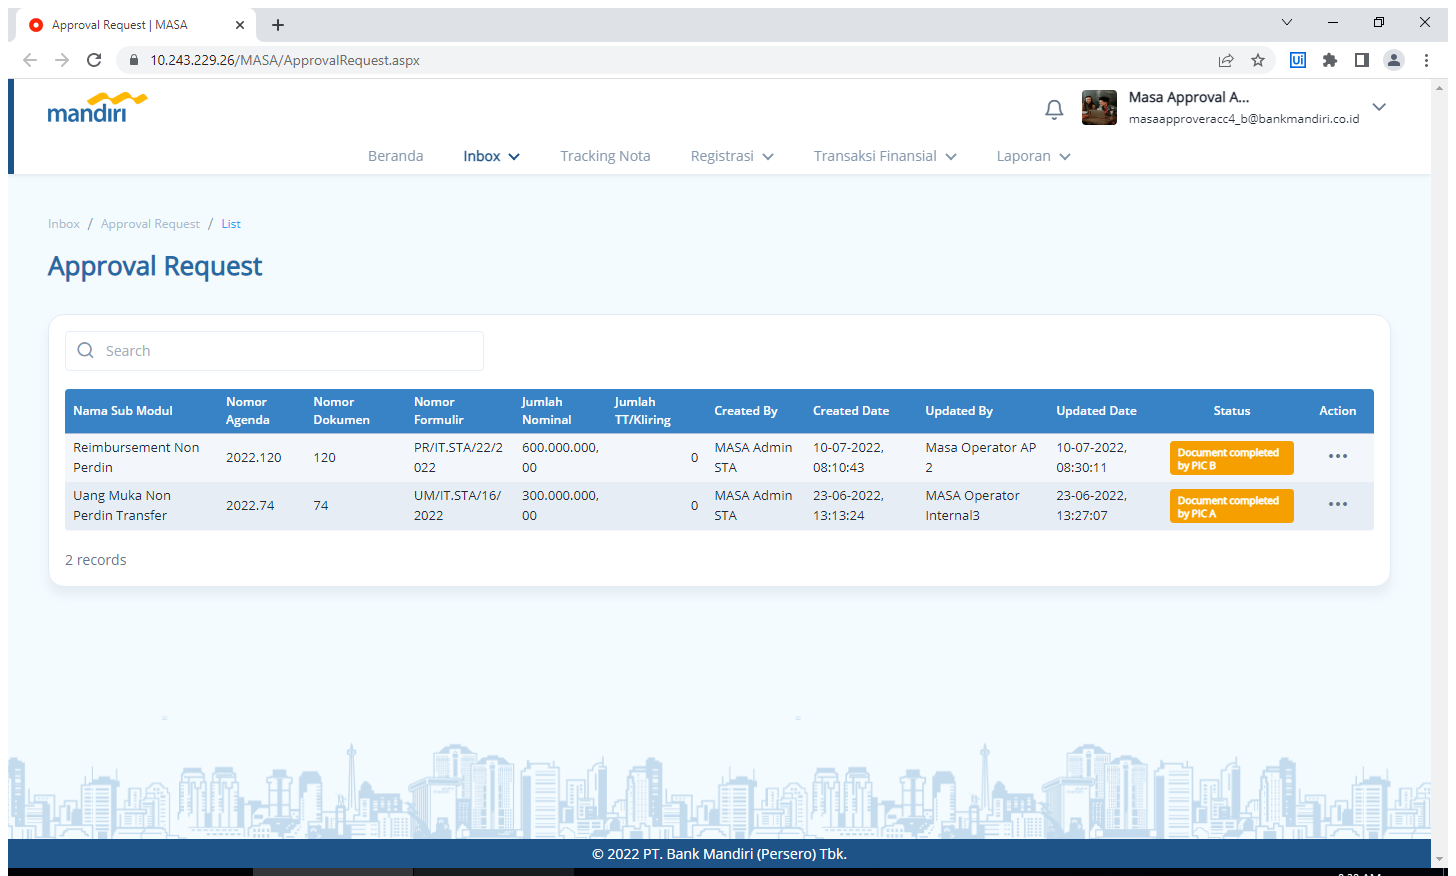 Approval Request | MASA
10.243.229.26/MASA/ApprovalRequest.aspx
Ui
mandiri
Masa Approval A...
masaapproveracc4_b@bankmandiri.co.id
Beranda Inbox Tracking Nota Registrasi Transaksi Finansial Laporan
Inbox / Approval Request / List
Approval Request
Search
Nama Sub Modul Nomor Agenda Nomor Dokumen Nomor Formulir Jumlah Nominal Jumlah TT/Kliring Created By Created Date Updated By Updated Date Status Action
Reimbursement Non Perdin 2022.120 120 PR/IT.STA/22/2022 600.000.000,00 0 MASA Admin STA 10-07-2022, 08:10:43 Masa Operator AP 2 10-07-2022, 08:30:11 Document completed by PIC B
Uang Muka Non Perdin Transfer 2022.74 74 UM/IT.STA/16/2022 300.000.000,00 0 MASA Admin STA 23-06-2022, 13:13:24 MASA Operator Internal3 23-06-2022, 13:27:07 Document completed by PIC A
2 records
© 2022 PT. Bank Mandiri (Persero) Tbk.